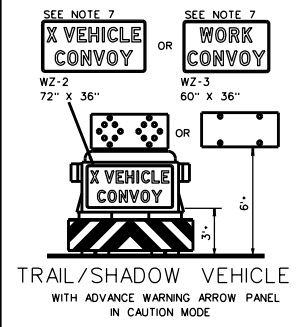 SEE NOTE 7
SEE NOTE 7
X VEHICLE
CONVOY
OR
WORK
CONVOY
WZ-2
72" X 36"
WZ-3
60" X 36"
OR
X VEHICLE
CONVOY
3'+
6'+
TRAIL/SHADOW VEHICLE
WITH ADVANCE WARNING ARROW PANEL
IN CAUTION MODE